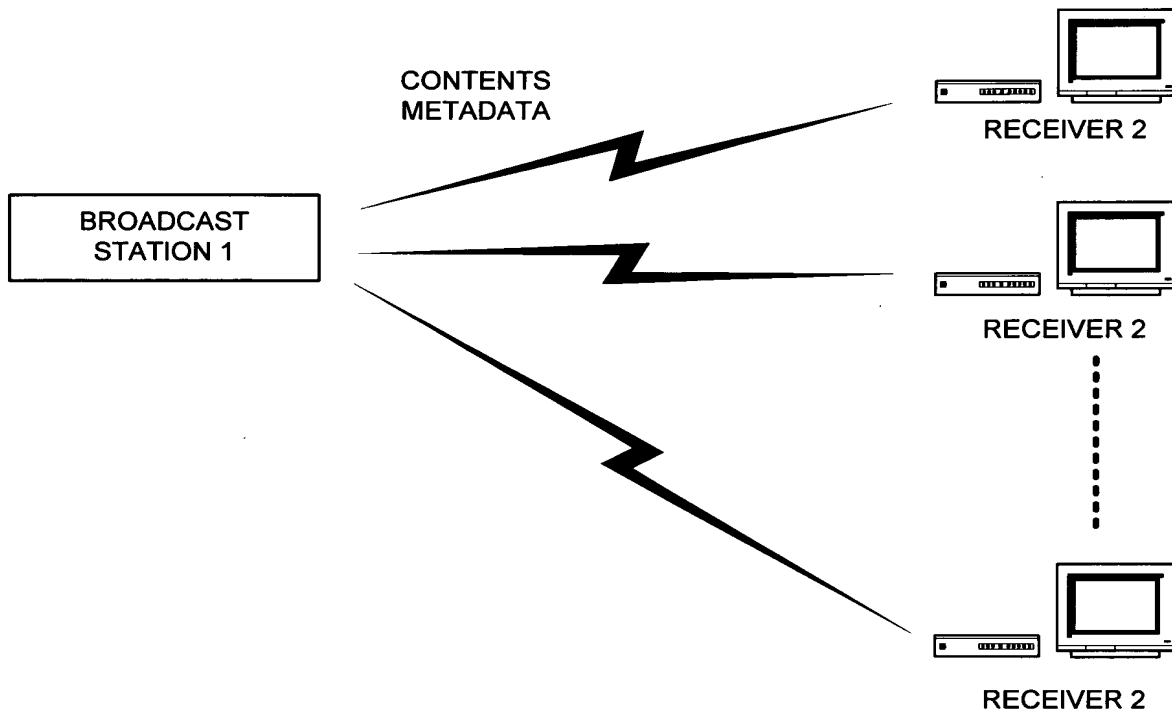 CONTENTS
METADATA
BROADCAST
STATION 1
RECEIVER 2
RECEIVER 2
RECEIVER 2